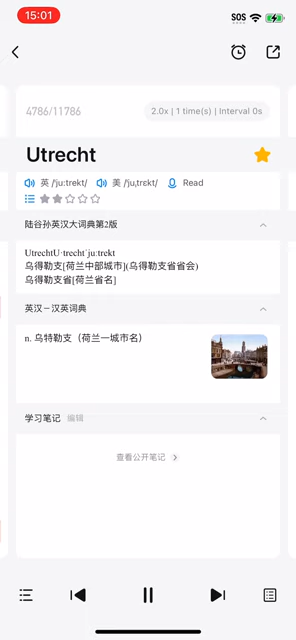 15:01
SOS
4786/11786
2.0x | 1 time(s) | Interval 0s
Utrecht
英 /ˈjuːtrekt/ 美 /ˈjuˌtrɛkt/ Read
陆谷孙英汉大词典第2版
UtrechtU·trecht ˈjuːtrekt
乌得勒支[荷兰中部城市](乌得勒支省省会)
乌得勒支省[荷兰省名]
英汉-汉英词典
n. 乌特勒支（荷兰一城市名）
学习笔记 编辑
查看公开笔记